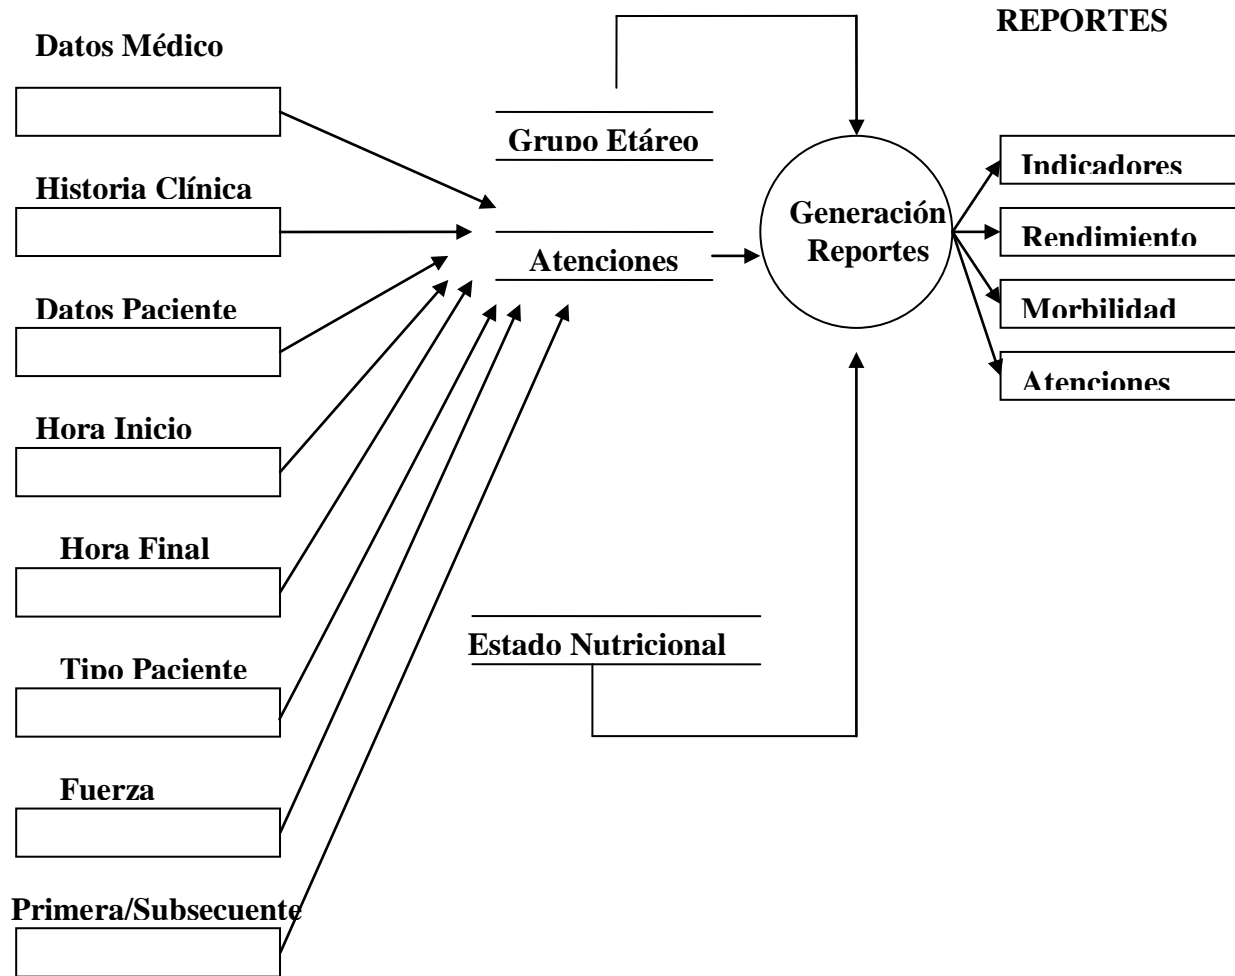 REPORTES
Datos Médico
Historia Clínica
Datos Paciente
Hora Inicio
Hora Final
Tipo Paciente
Fuerza
Primera/Subsecuente
Grupo Etáreo
Atenciones
Estado Nutricional
Generación
Reportes
Indicadores
Rendimiento
Morbilidad
Atenciones